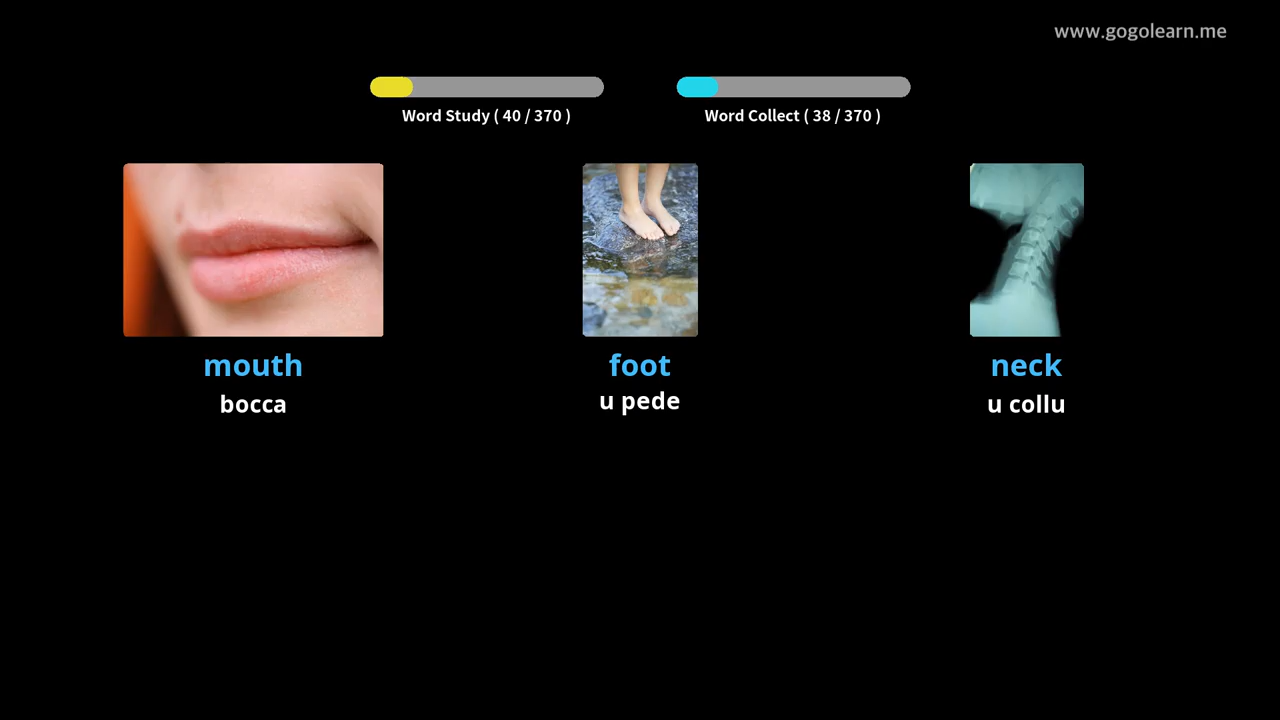 www.gogolearn.me
Word Study ( 40 / 370 )
Word Collect ( 38 / 370 )
mouth
bocca
foot
u pede
neck
u collu